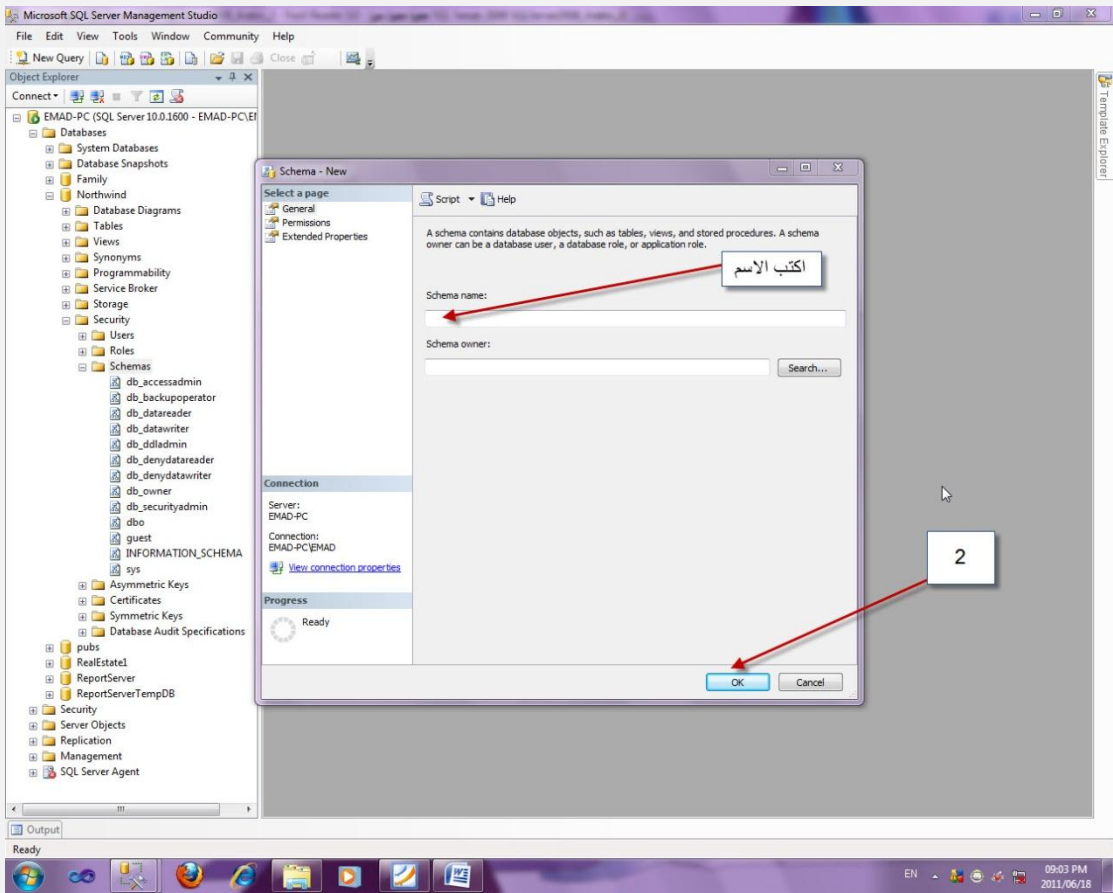 Microsoft SQL Server Management Studio
File Edit View Tools Window Community Help
New Query Close
Object Explorer
Connect
EMAD-PC (SQL Server 10.0.1600 - EMAD-PC\E
Databases
System Databases
Database Snapshots
Family
Northwind
Database Diagrams
Tables
Views
Synonyms
Programmability
Service Broker
Storage
Security
Users
Roles
Schemas
db_accessadmin
db_backupoperator
db_datareader
db_datawriter
db_ddladmin
db_denydatareader
db_denydatawriter
db_owner
db_securityadmin
dbo
guest
INFORMATION_SCHEMA
sys
Asymmetric Keys
Certificates
Symmetric Keys
Database Audit Specifications
pubs
RealEstate1
ReportServer
ReportServerTempDB
Security
Server Objects
Replication
Management
SQL Server Agent
Schema - New
Select a page
General
Permissions
Extended Properties
Connection
Server:
EMAD-PC
Connection:
EMAD-PC\EMAD
View connection properties
Progress
Ready
Script Help
A schema contains database objects, such as tables, views, and stored procedures. A schema
owner can be a database user, a database role, or application role.
اكتب الاسم
Schema name:
Schema owner:
Search...
2
OK Cancel
Template Explorer
Output
Ready
EN
09:03 PM
2011/06/18